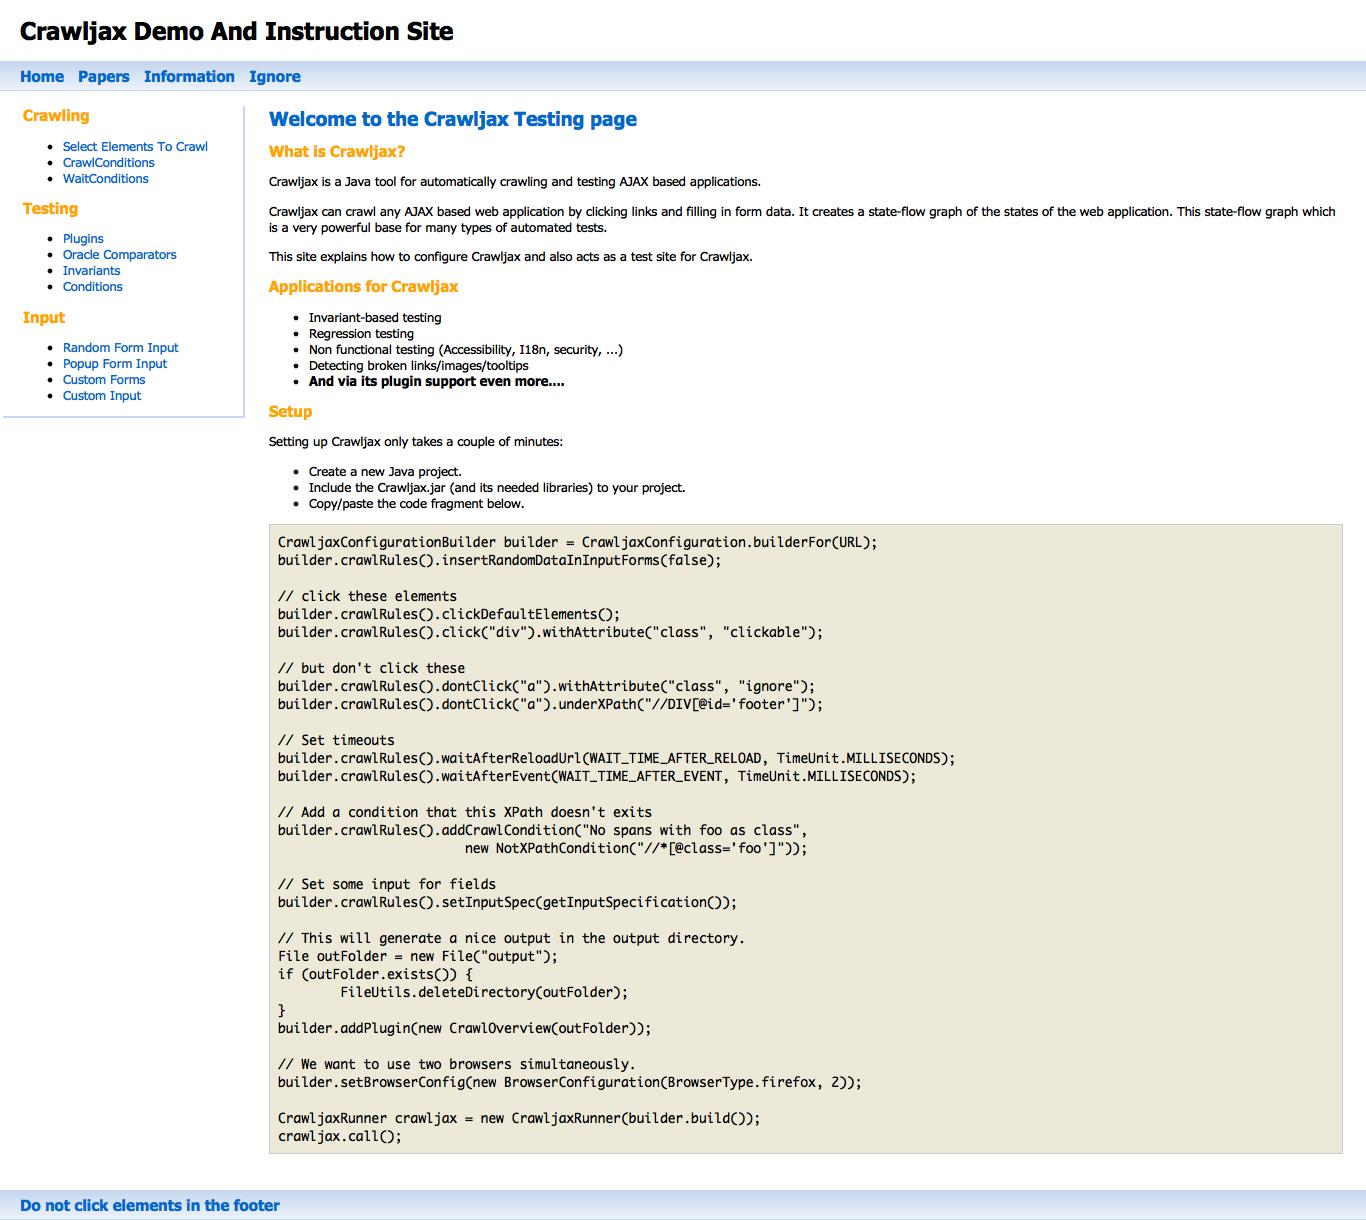 Crawljax Demo And Instruction Site
Home Papers Information Ignore
Crawling
Select Elements To Crawl
CrawlConditions
WaitConditions
Testing
Plugins
Oracle Comparators
Invariants
Conditions
Input
Random Form Input
Popup Form Input
Custom Forms
Custom Input
Welcome to the Crawljax Testing page
What is Crawljax?
Crawljax is a Java tool for automatically crawling and testing AJAX based applications.
Crawljax can crawl any AJAX based web application by clicking links and filling in form data. It creates a state-flow graph of the states of the web application. This state-flow graph which
is a very powerful base for many types of automated tests.
This site explains how to configure Crawljax and also acts as a test site for Crawljax.
Applications for Crawljax
Invariant-based testing
Regression testing
Non functional testing (Accessibility, I18n, security, ...)
Detecting broken links/images/tooltips
And via its plugin support even more....
Setup
Setting up Crawljax only takes a couple of minutes:
Create a new Java project.
Include the Crawljax.jar (and its needed libraries) to your project.
Copy/paste the code fragment below.
CrawljaxConfigurationBuilder builder = CrawljaxConfiguration.builderFor(URL);
builder.crawlRules().insertRandomDataInInputForms(false);
// click these elements
builder.crawlRules().clickDefaultElements();
builder.crawlRules().click("div").withAttribute("class", "clickable");
// but don't click these
builder.crawlRules().dontClick("a").withAttribute("class", "ignore");
builder.crawlRules().dontClick("a").underXPath("//DIV[@id='footer']");
// Set timeouts
builder.crawlRules().waitAfterReloadUrl(WAIT_TIME_AFTER_RELOAD, TimeUnit.MILLISECONDS);
builder.crawlRules().waitAfterEvent(WAIT_TIME_AFTER_EVENT, TimeUnit.MILLISECONDS);
// Add a condition that this XPath doesn't exits
builder.crawlRules().addCrawlCondition("No spans with foo as class",
new NotXPathCondition("//*[@class='foo']"));
// Set some input for fields
builder.crawlRules().setInputSpec(getInputSpecification());
// This will generate a nice output in the output directory.
File outFolder = new File("output");
if (outFolder.exists()) {
FileUtils.deleteDirectory(outFolder);
}
builder.addPlugin(new CrawlOverview(outFolder));
// We want to use two browsers simultaneously.
builder.setBrowserConfig(new BrowserConfiguration(BrowserType.firefox, 2));
CrawljaxRunner crawljax = new CrawljaxRunner(builder.build());
crawljax.call();
Do not click elements in the footer